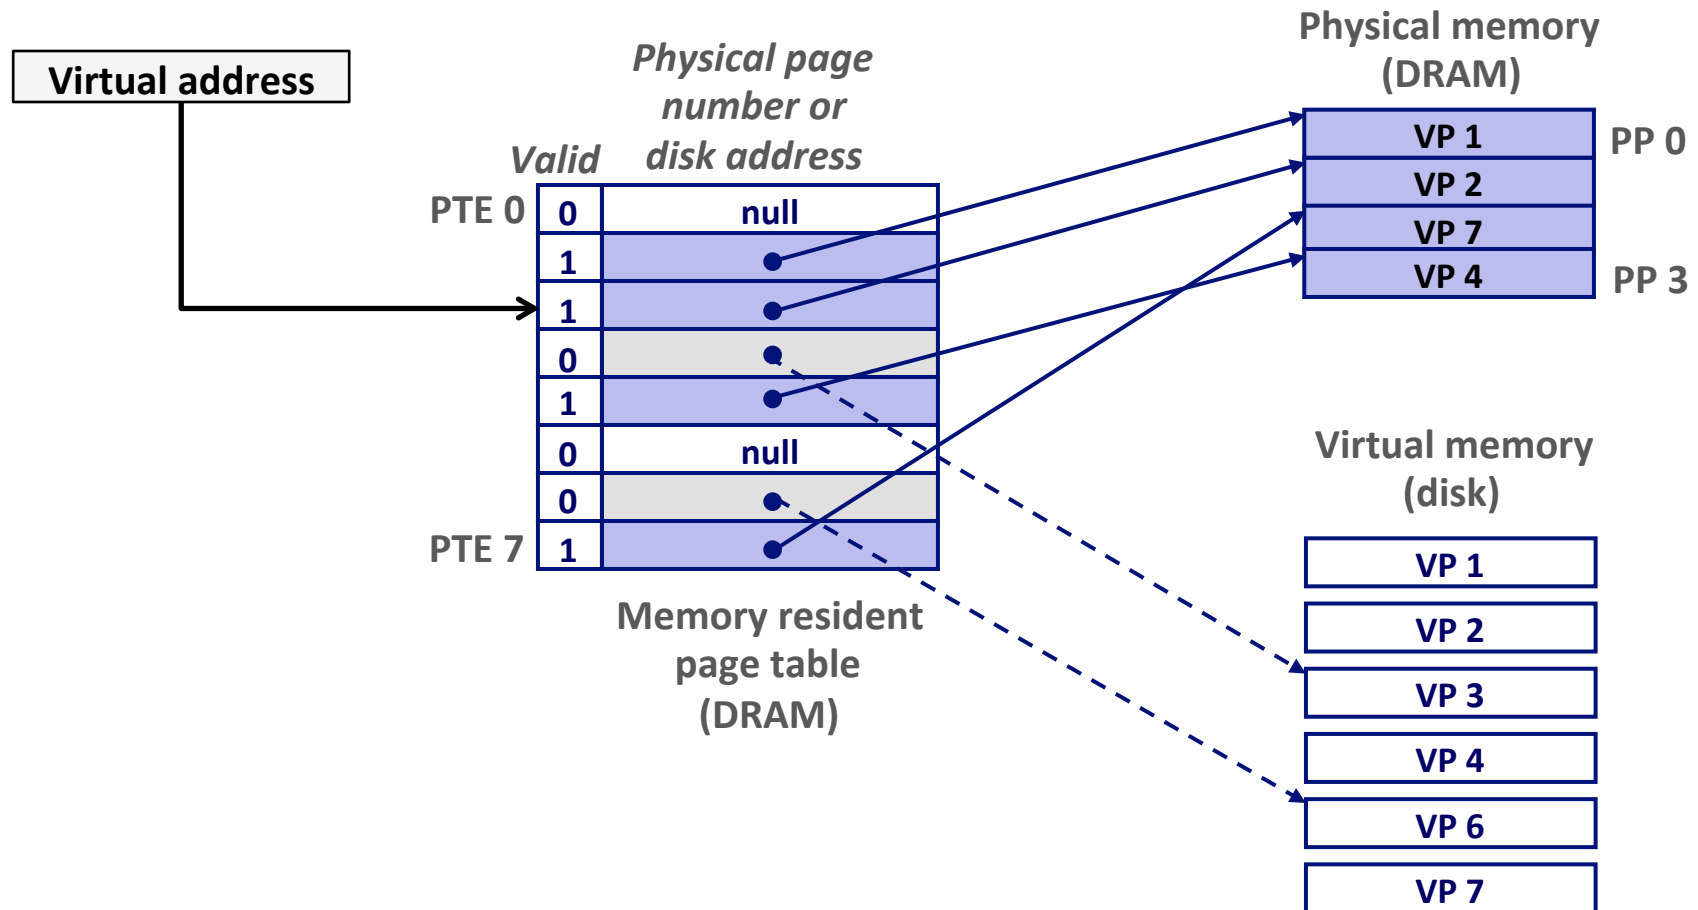 Virtual address
Physical page
number or
disk address
Valid
PTE 0
0
null
1
1
0
1
0
null
0
PTE 7
1
Memory resident
page table
(DRAM)
Physical memory
(DRAM)
VP 1
PP 0
VP 2
VP 7
VP 4
PP 3
Virtual memory
(disk)
VP 1
VP 2
VP 3
VP 4
VP 6
VP 7